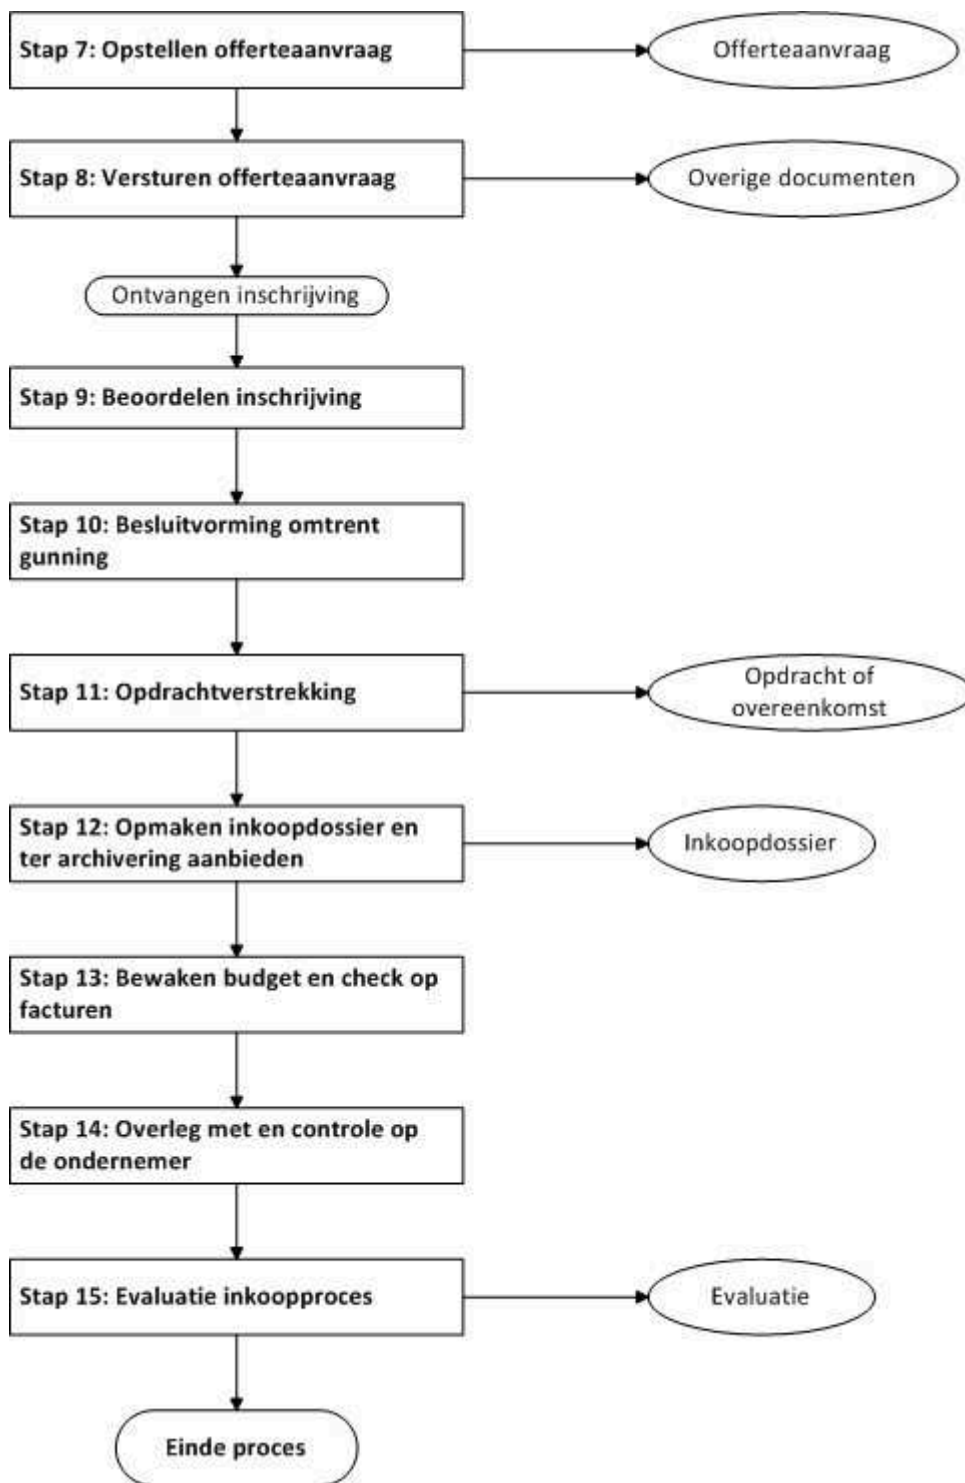 Stap 7: Opstellen offerteaanvraag
Offerteaanvraag
Stap 8: Versturen offerteaanvraag
Overige documenten
Ontvangen inschrijving
Stap 9: Beoordelen inschrijving
Stap 10: Besluitvorming omtrent
gunning
Stap 11: Opdrachtverstrekking
Opdracht of
overeenkomst
Stap 12: Opmaken inkoopdossier en
ter archivering aanbieden
Inkoopdossier
Stap 13: Bewaken budget en check op
facturen
Stap 14: Overleg met en controle op
de ondernemer
Stap 15: Evaluatie inkoopproces
Evaluatie
Einde proces